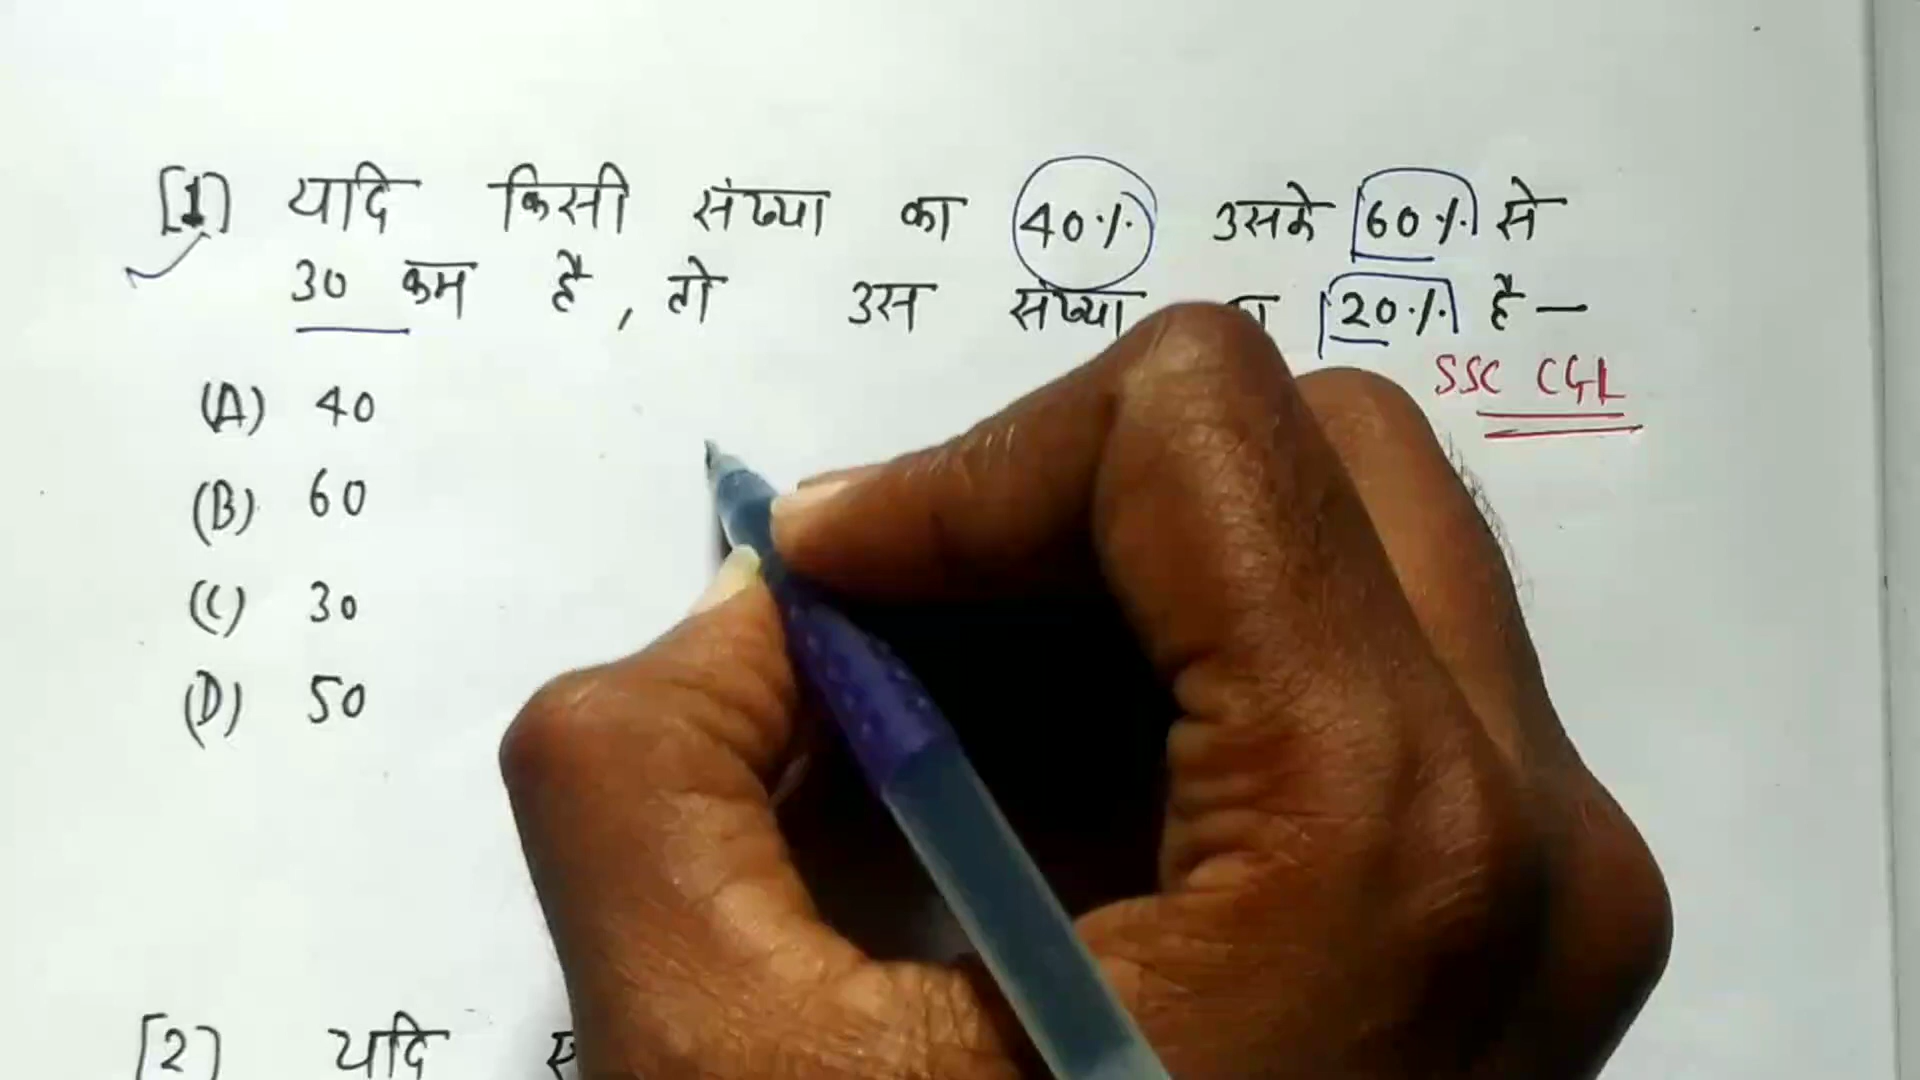 [1] यदि किसी संख्या का 40% उसके 60% से
30 कम है, तो उस संख्या 20% है —
SSC CGL
(A) 40
(B) 60
(C) 30
(D) 50
[2] यदि